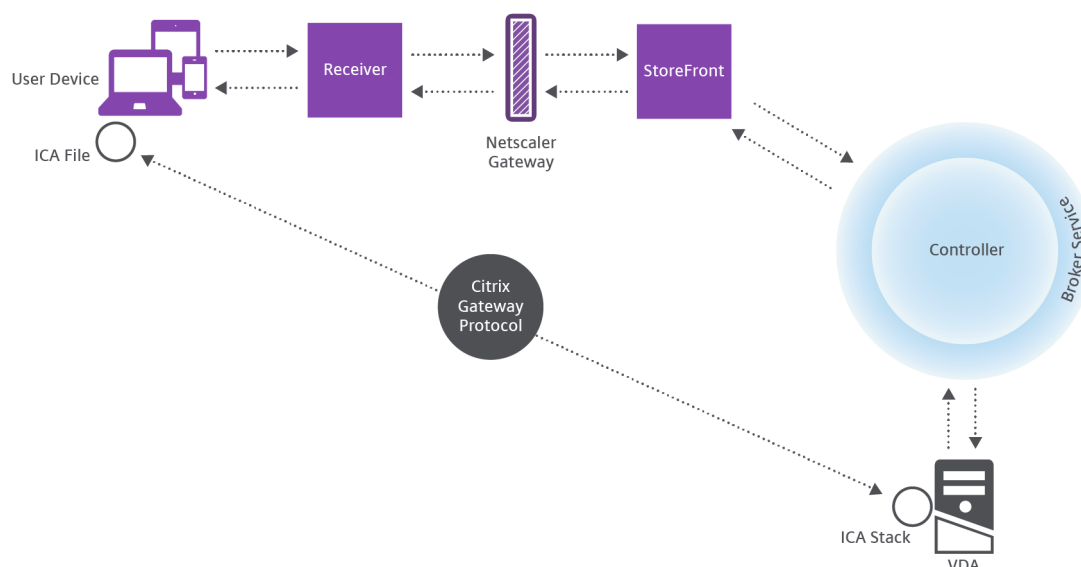 User Device
Receiver
StoreFront
Netscaler
Gateway
ICA File
Controller
Broker Service
Citrix
Gateway
Protocol
ICA Stack
VDA